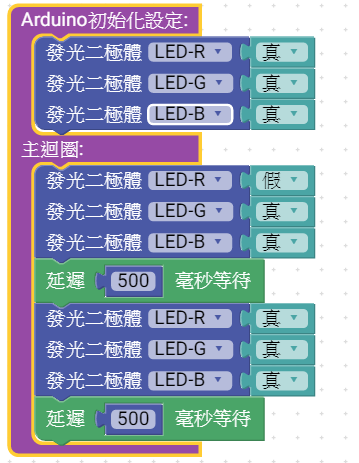 Arduino初始化設定:
發光二極體 LED-R 真
發光二極體 LED-G 真
發光二極體 LED-B 真
主迴圈:
發光二極體 LED-R 假
發光二極體 LED-G 真
發光二極體 LED-B 真
延遲 500 毫秒等待
發光二極體 LED-R 真
發光二極體 LED-G 真
發光二極體 LED-B 真
延遲 500 毫秒等待